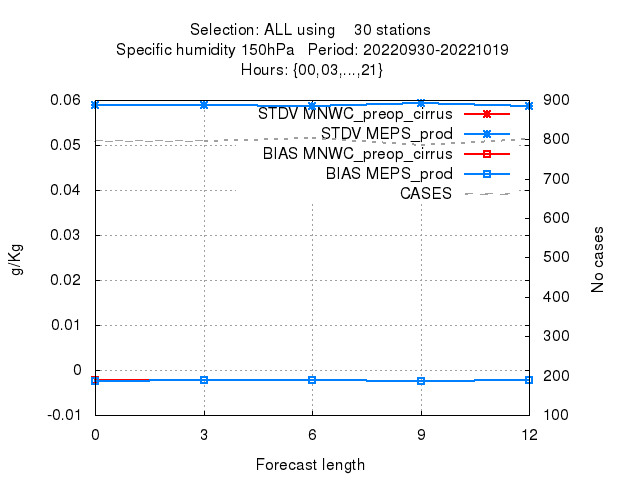 Selection: ALL using    30 stations
Specific humidity 150hPa   Period: 20220930-20221019
Hours: {00,03,...,21}
0.06
0.05
0.04
0.03
0.02
0.01
0
-0.01
g/Kg
STDV MNWC_preop_cirrus
STDV MEPS_prod
BIAS MNWC_preop_cirrus
BIAS MEPS_prod
CASES
900
800
700
600
500
400
300
200
100
No cases
0 3 6 9 12
Forecast length